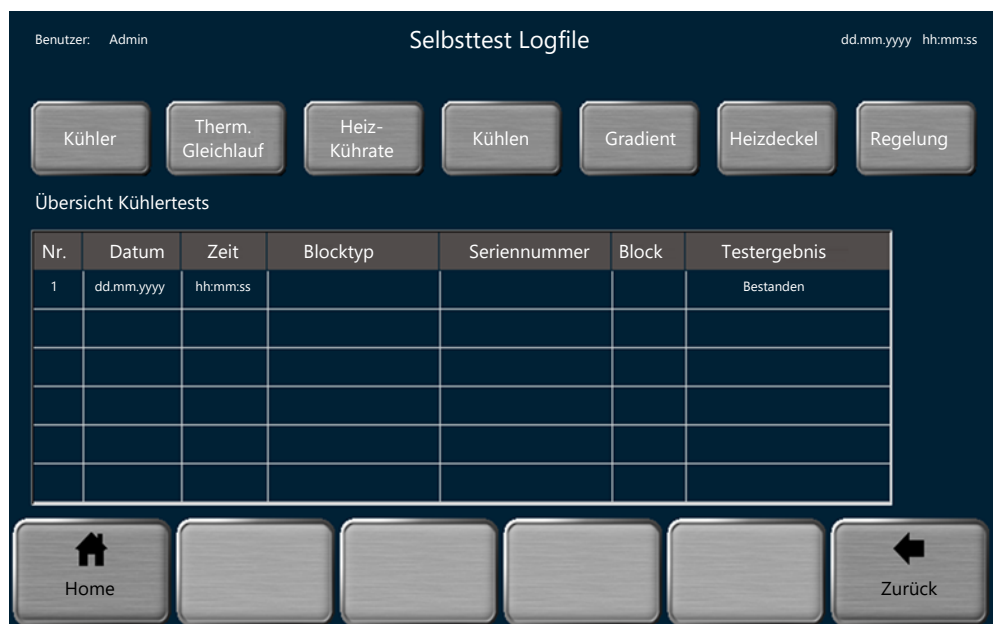 Benutzer: Admin Selbsttest Logfile dd.mm.yyyy hh:mm:ss
Kühler
Therm.
Gleichlauf
Heiz-
Kührate
Kühlen
Gradient
Heizdeckel
Regelung
Übersicht Kühlertests
Nr. Datum Zeit Blocktyp Seriennummer Block Testergebnis
1 dd.mm.yyyy hh:mm:ss Bestanden
Home Zurück